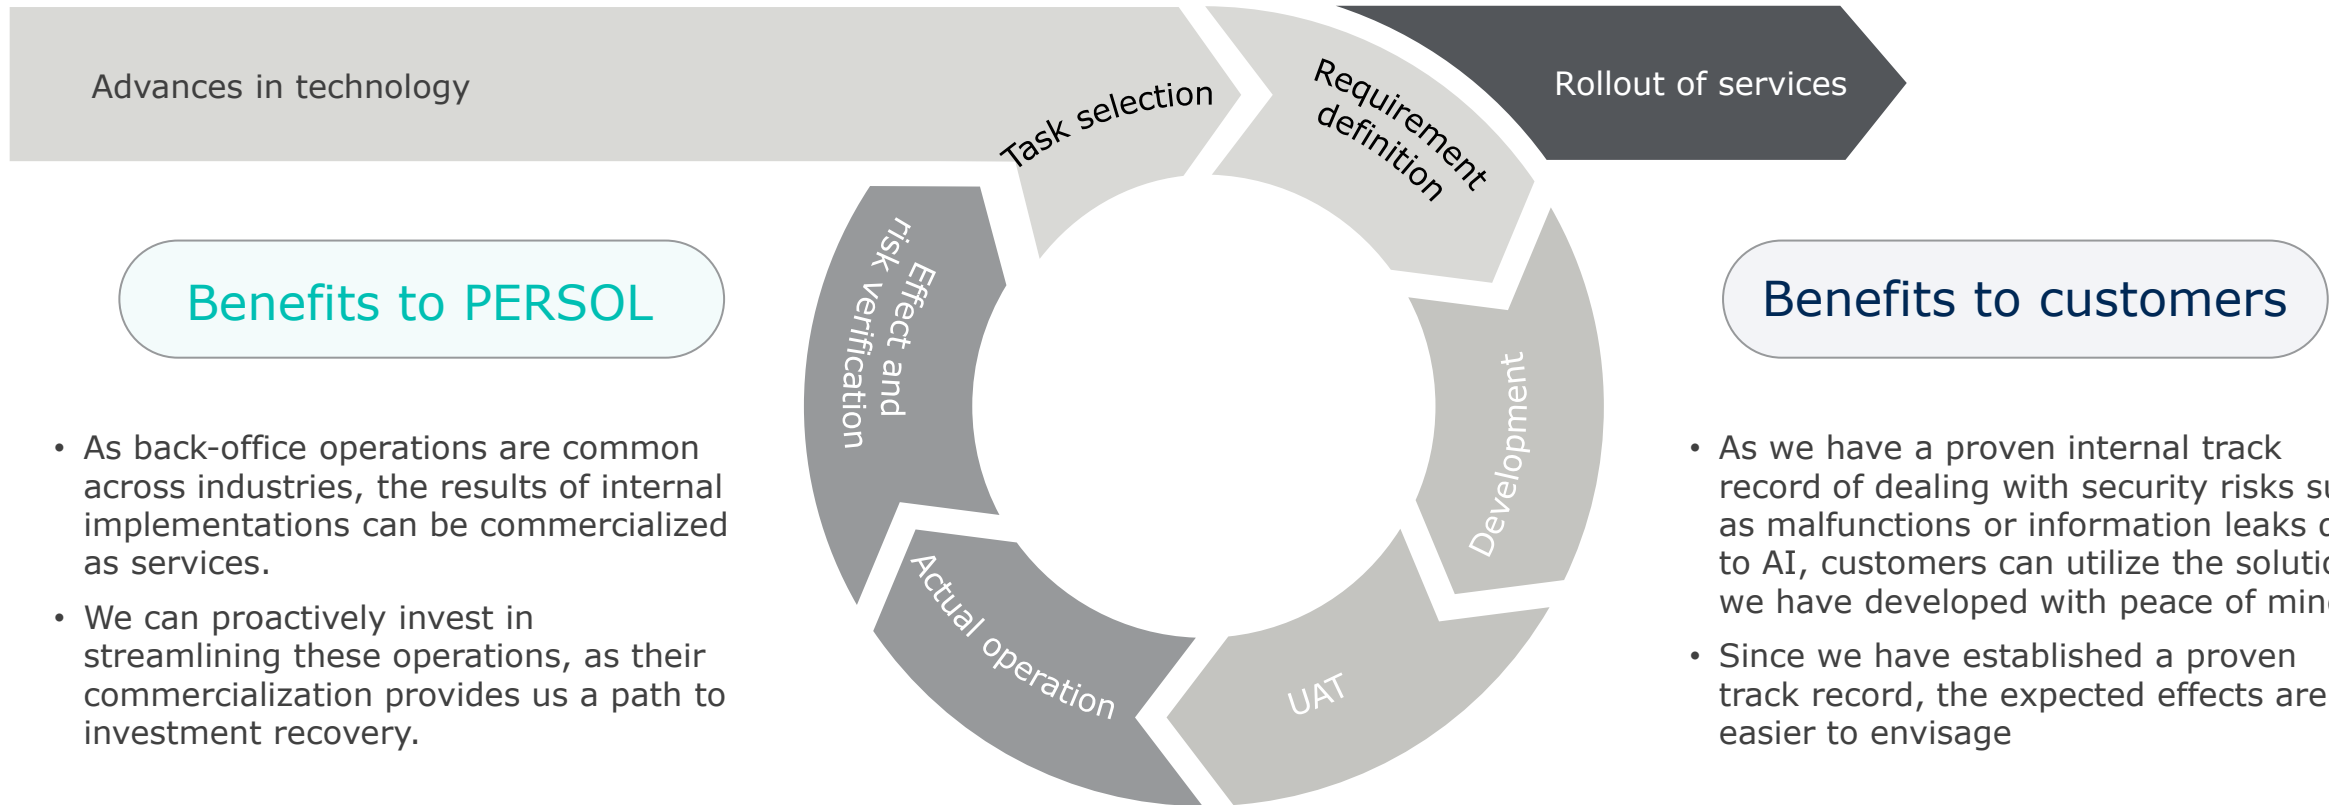 Advances in technology
Task selection
Requirement
definition
Rollout of services
Effect and
risk verification
Development
Actual operation
UAT
Benefits to PERSOL
• As back-office operations are common
across industries, the results of internal
implementations can be commercialized
as services.
• We can proactively invest in
streamlining these operations, as their
commercialization provides us a path to
investment recovery.
Benefits to customers
• As we have a proven internal track
record of dealing with security risks
as malfunctions or information leaks
to AI, customers can utilize the
we have developed with peace of
• Since we have established a proven
track record, the expected effects are
easier to envisage